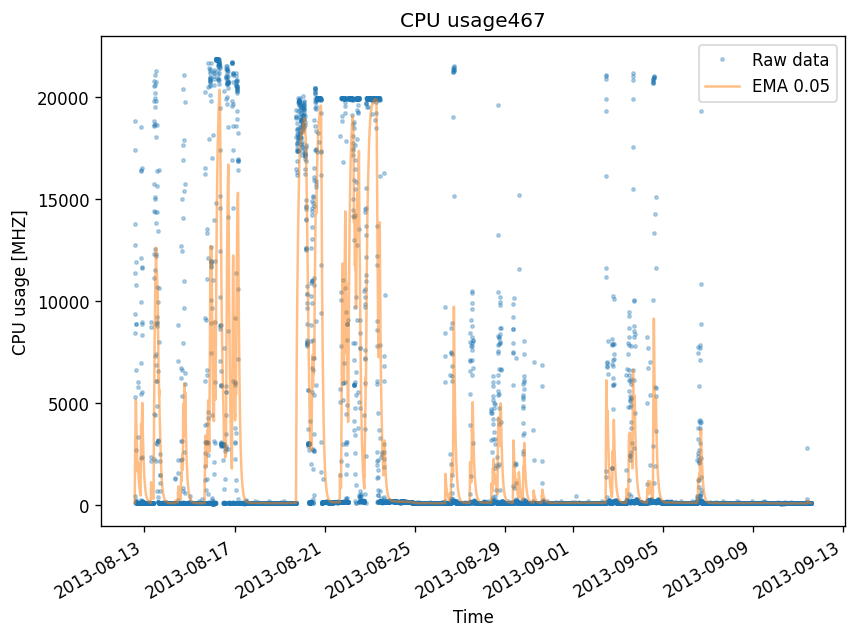 CPU usage467
Raw data
EMA 0.05
CPU usage [MHZ]
20000
15000
10000
5000
0
2013-08-13
2013-08-17
2013-08-21
2013-08-25
2013-08-29
2013-09-01
2013-09-05
2013-09-09
2013-09-13
Time